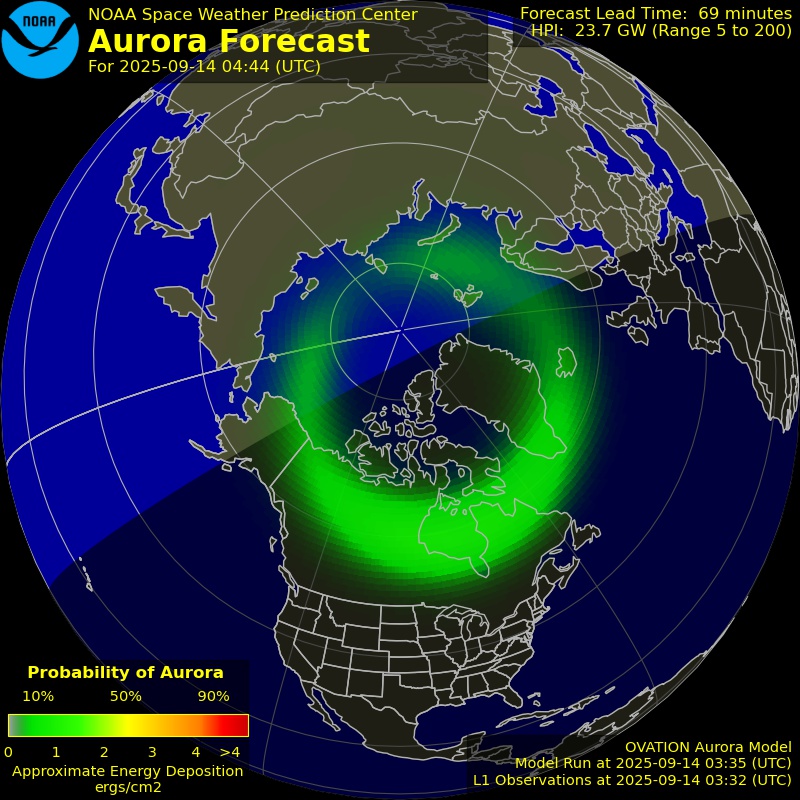 NOAA
NOAA Space Weather Prediction Center
Aurora Forecast
For 2025-09-14 04:44 (UTC)
Forecast Lead Time: 69 minutes
HPI: 23.7 GW (Range 5 to 200)
Probability of Aurora
10% 50% 90%
0 1 2 3 4 >4
Approximate Energy Deposition
ergs/cm2
OVATION Aurora Model
Model Run at 2025-09-14 03:35 (UTC)
L1 Observations at 2025-09-14 03:32 (UTC)